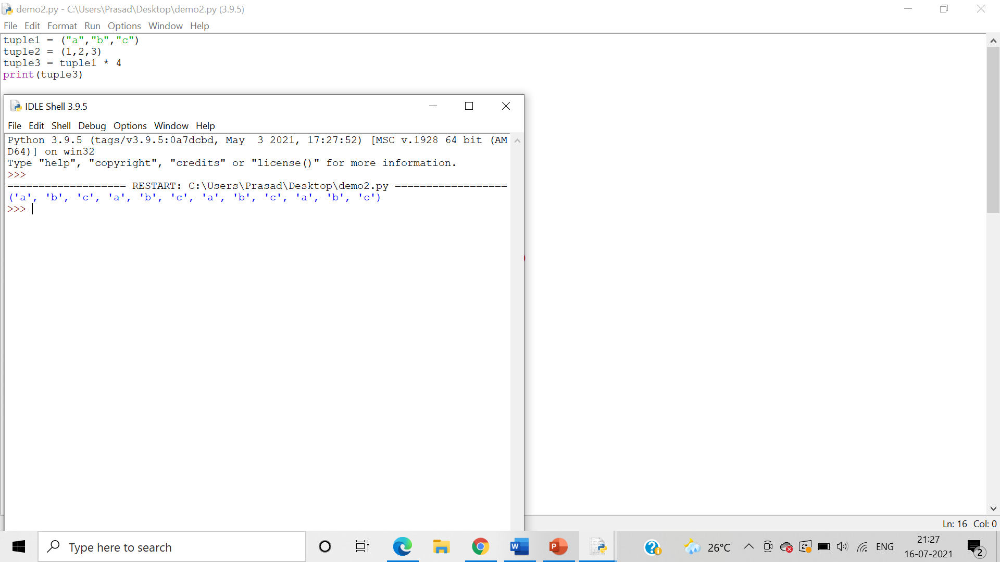 demo2.py - C:\Users\Prasad\Desktop\demo2.py (3.9.5)
File Edit Format Run Options Window Help
tuple1 = ("a","b","c")
tuple2 = (1,2,3)
tuple3 = tuple1 * 4
print(tuple3)
IDLE Shell 3.9.5
File Edit Shell Debug Options Window Help
Python 3.9.5 (tags/v3.9.5:0a7dcbd, May  3 2021, 17:27:52) [MSC v.1928 64 bit (AM
D64)] on win32
Type "help", "copyright", "credits" or "license()" for more information.
>>>
=================== RESTART: C:\Users\Prasad\Desktop\demo2.py ==================
('a', 'b', 'c', 'a', 'b', 'c', 'a', 'b', 'c', 'a', 'b', 'c')
>>>
)
Ln: 16 Col: 0
Type here to search
W
P
26°C
ENG
21:27
16-07-2021
2